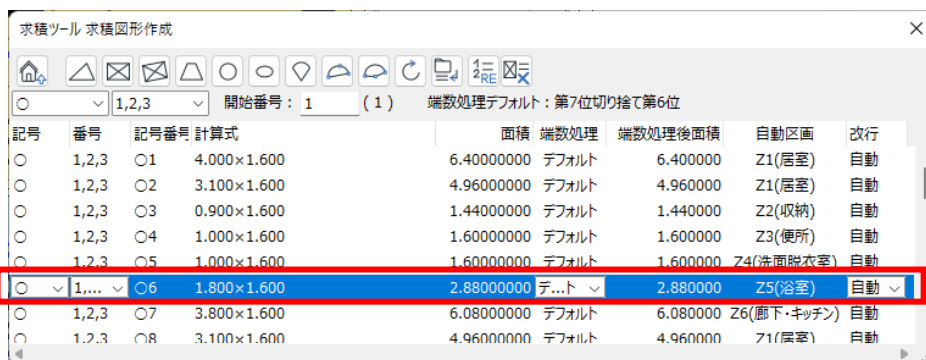 求積ツール 求積図形作成
1 2 RE
○ 1,2,3 開始番号： 1 ( 1 ) 端数処理デフォルト：第7位切り捨て第6位
記号 番号 記号番号 計算式 面積 端数処理 端数処理後面積 自動区画 改行
○ 1,2,3 ○1 4.000×1.600 6.40000000 デフォルト 6.400000 Z1(居室) 自動
○ 1,2,3 ○2 3.100×1.600 4.96000000 デフォルト 4.960000 Z1(居室) 自動
○ 1,2,3 ○3 0.900×1.600 1.44000000 デフォルト 1.440000 Z2(収納) 自動
○ 1,2,3 ○4 1.000×1.600 1.60000000 デフォルト 1.600000 Z3(便所) 自動
○ 1,2,3 ○5 1.000×1.600 1.60000000 デフォルト 1.600000 Z4(洗面脱衣室) 自動
○ 1,... ○6 1.800×1.600 2.88000000 デ...ト 2.880000 Z5(浴室) 自動
○ 1,2,3 ○7 3.800×1.600 6.08000000 デフォルト 6.080000 Z6(廊下・キッチン) 自動
○ 1,2,3 ○8 3.100×1.600 4.96000000 デフォルト 4.960000 Z1(居室) 自動